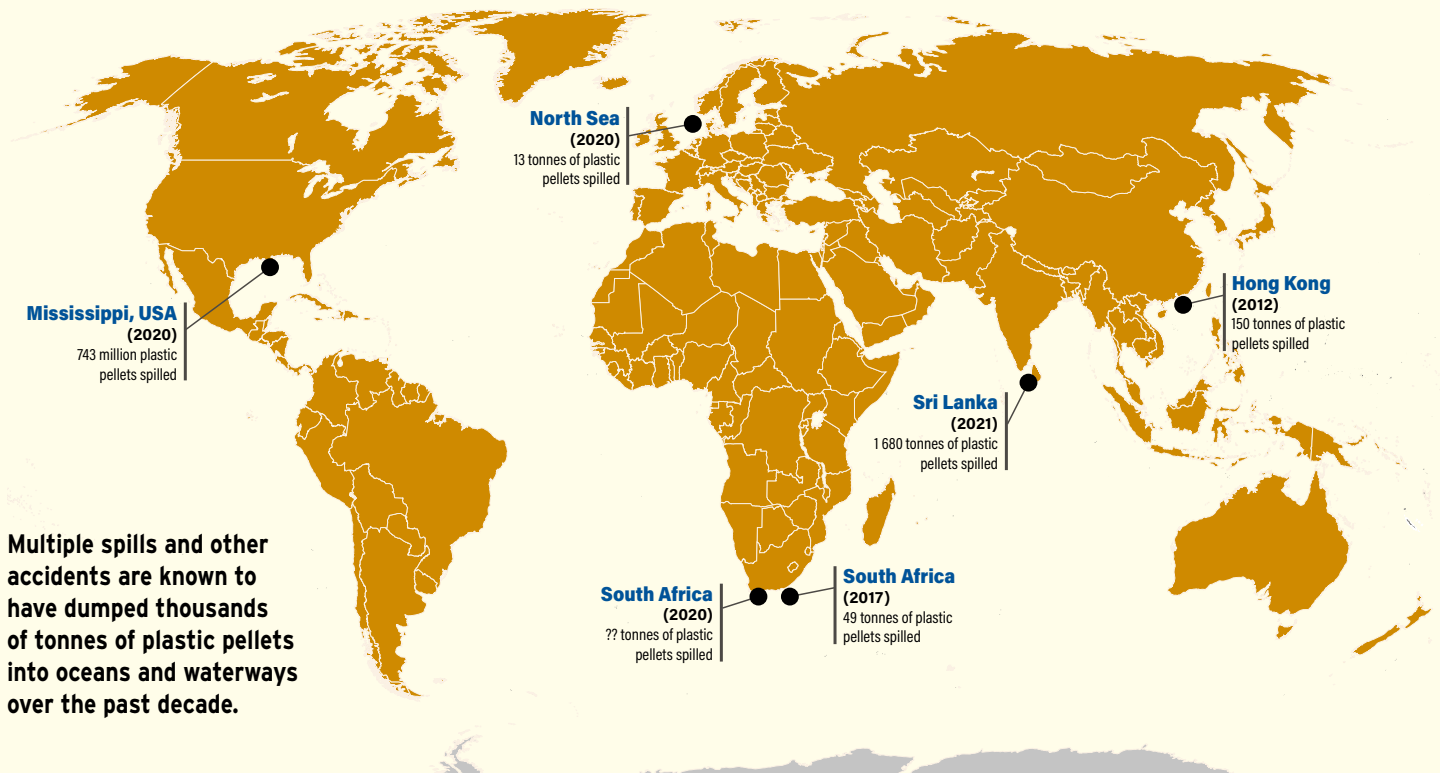 North Sea
(2020)
13 tonnes of plastic
pellets spilled
Mississippi, USA
(2020)
743 million plastic
pellets spilled
Hong Kong
(2012)
150 tonnes of plastic
pellets spilled
Sri Lanka
(2021)
1 680 tonnes of plastic
pellets spilled
South Africa
(2020)
?? tonnes of plastic
pellets spilled
South Africa
(2017)
49 tonnes of plastic
pellets spilled
Multiple spills and other
accidents are known to
have dumped thousands
of tonnes of plastic pellets
into oceans and waterways
over the past decade.